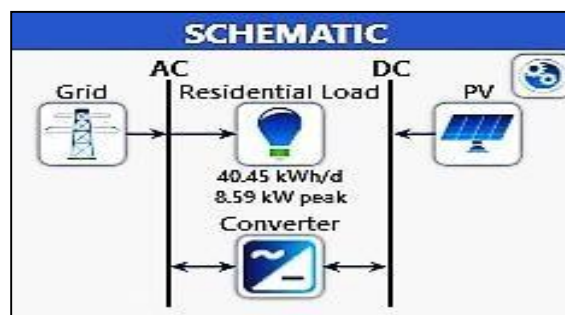 SCHEMATIC
AC DC
Grid Residential Load PV
40.45 kWh/d
8.59 kW peak
Converter